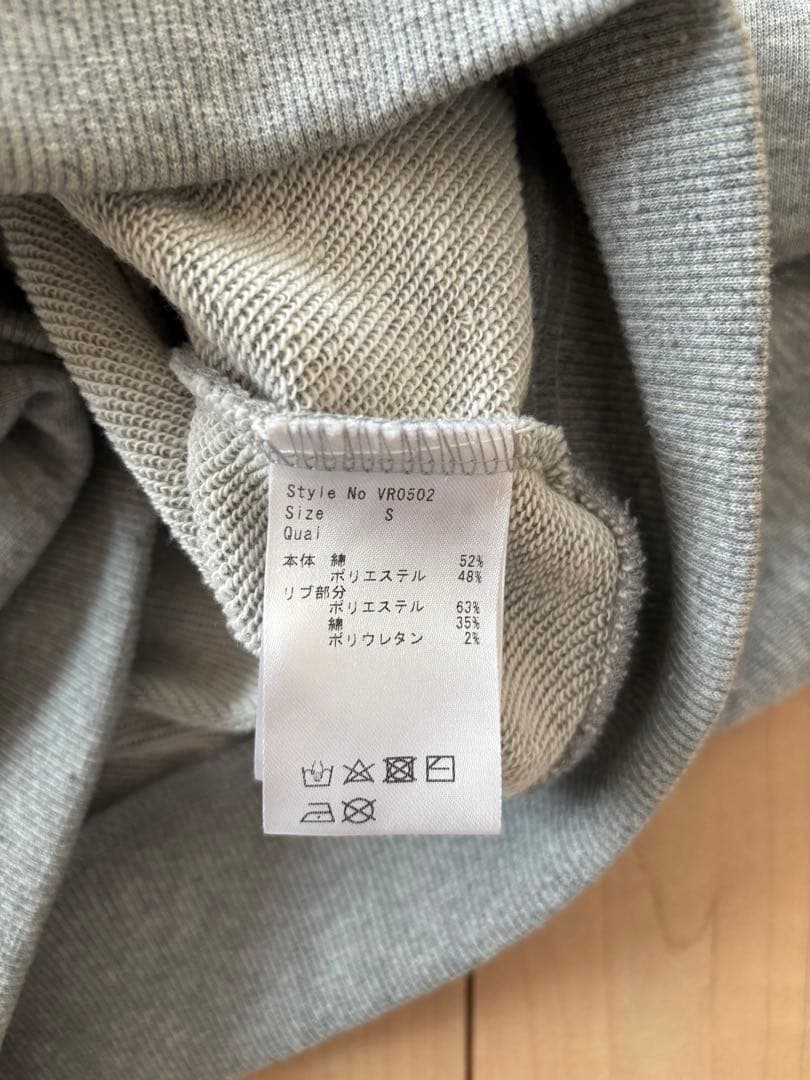 Style No VR0502
Size S
Quai
本体 綿 52%
ポリエステル 48%
リブ部分
ポリエステル 63%
綿 35%
ポリウレタン 2%